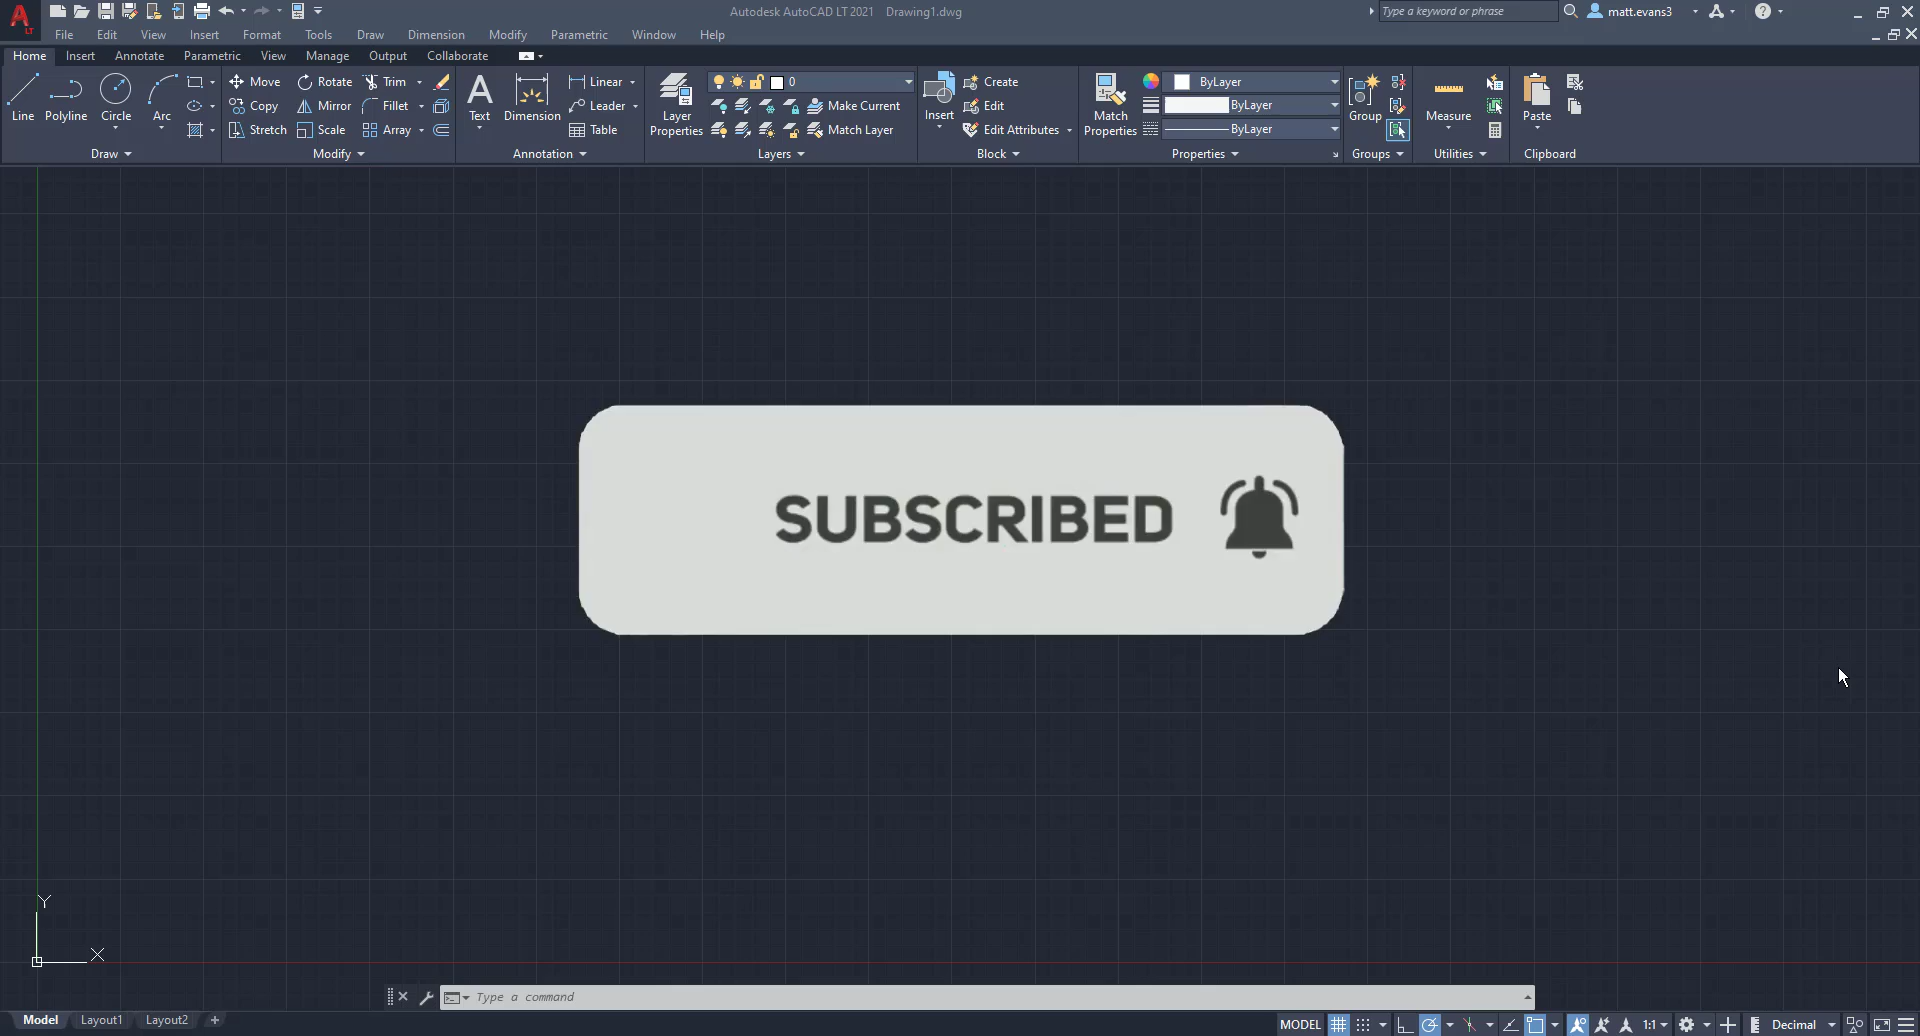 Autodesk AutoCAD LT 2021 Drawing1.dwg
Type a keyword or phrase
matt.evans3
LT
File Edit View Insert Format Tools Draw Dimension Modify Parametric Window Help
Home Insert Annotate Parametric View Manage Output Collaborate
Line Polyline Circle Arc
Move Rotate Trim
Copy Mirror Fillet
Stretch Scale Array
Text Dimension
Linear
Leader
Table
Layer Properties
0
Make Current
Match Layer
Insert
Create
Edit
Edit Attributes
Match Properties
ByLayer
ByLayer
ByLayer
Group
Measure
Paste
Draw Modify Annotation Layers Block Properties Groups Utilities Clipboard
SUBSCRIBED
Y
X
Type a command
Model Layout1 Layout2 +
MODEL 1:1 Decimal